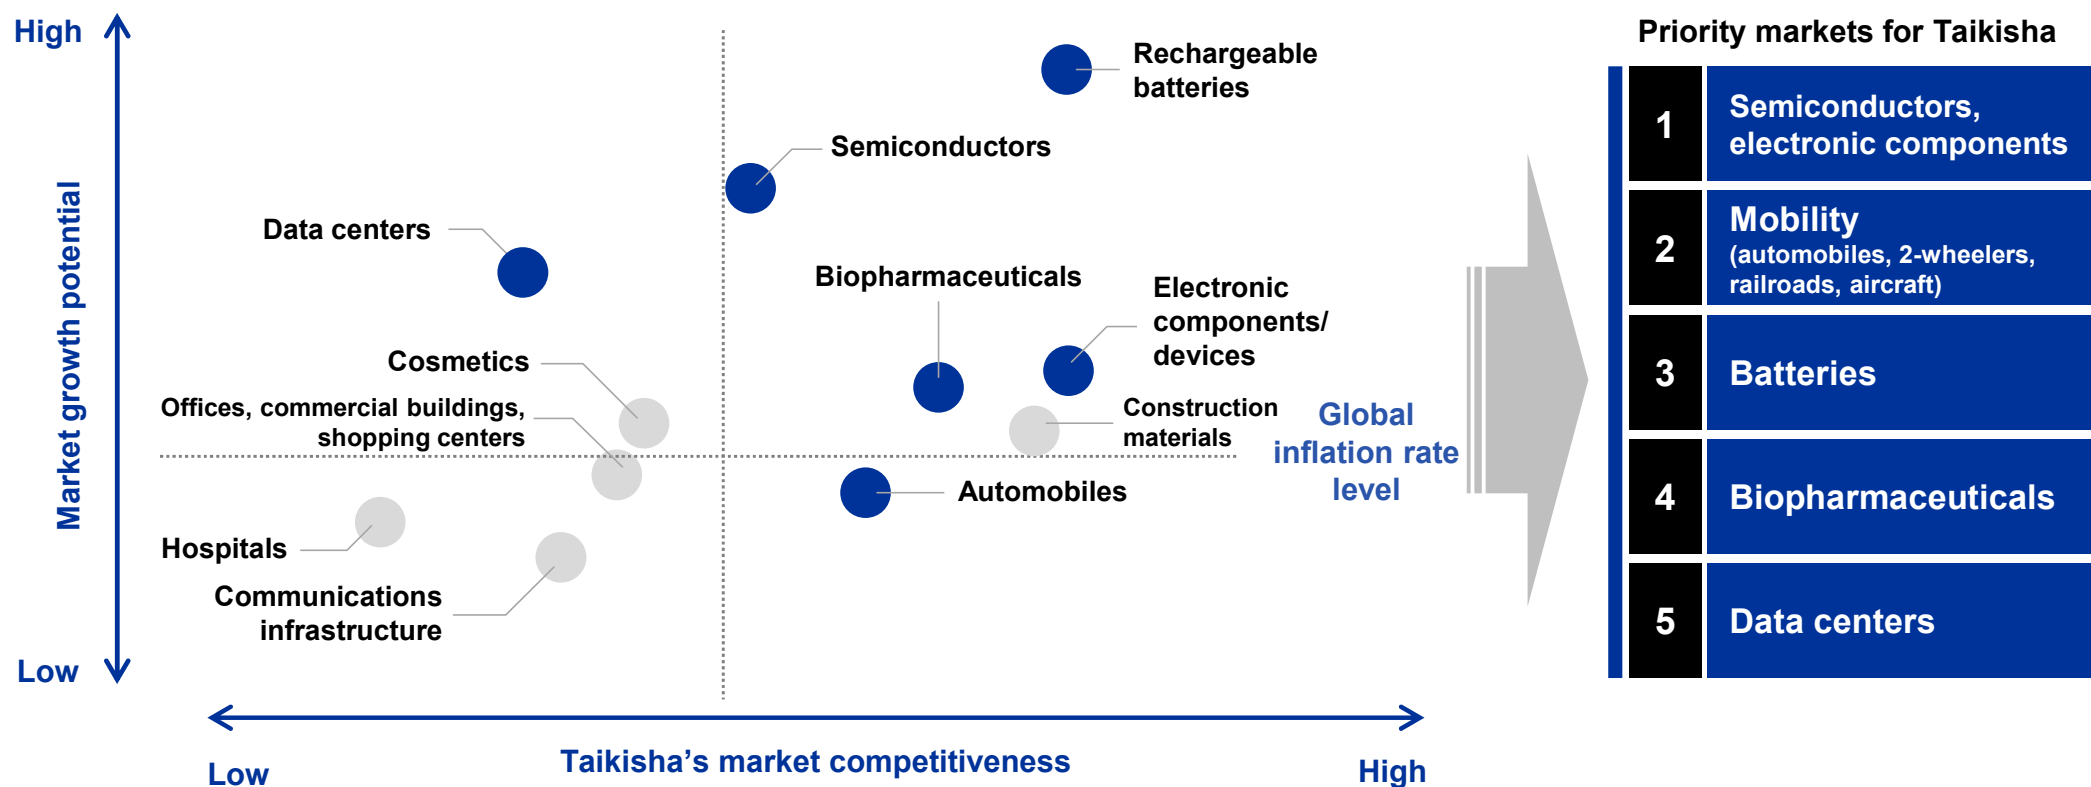 High
Market growth potential
Low
Rechargeable
batteries
Semiconductors
Data centers
Biopharmaceuticals
Electronic
components/
devices
Cosmetics
Offices, commercial buildings,
shopping centers
Construction
materials
Global
inflation rate
level
Automobiles
Hospitals
Communications
infrastructure
Low
Taikisha’s market competitiveness
High
Priority markets for Taikisha
1
Semiconductors,
electronic components
2
Mobility
(automobiles, 2-wheelers,
railroads, aircraft)
3
Batteries
4
Biopharmaceuticals
5
Data centers